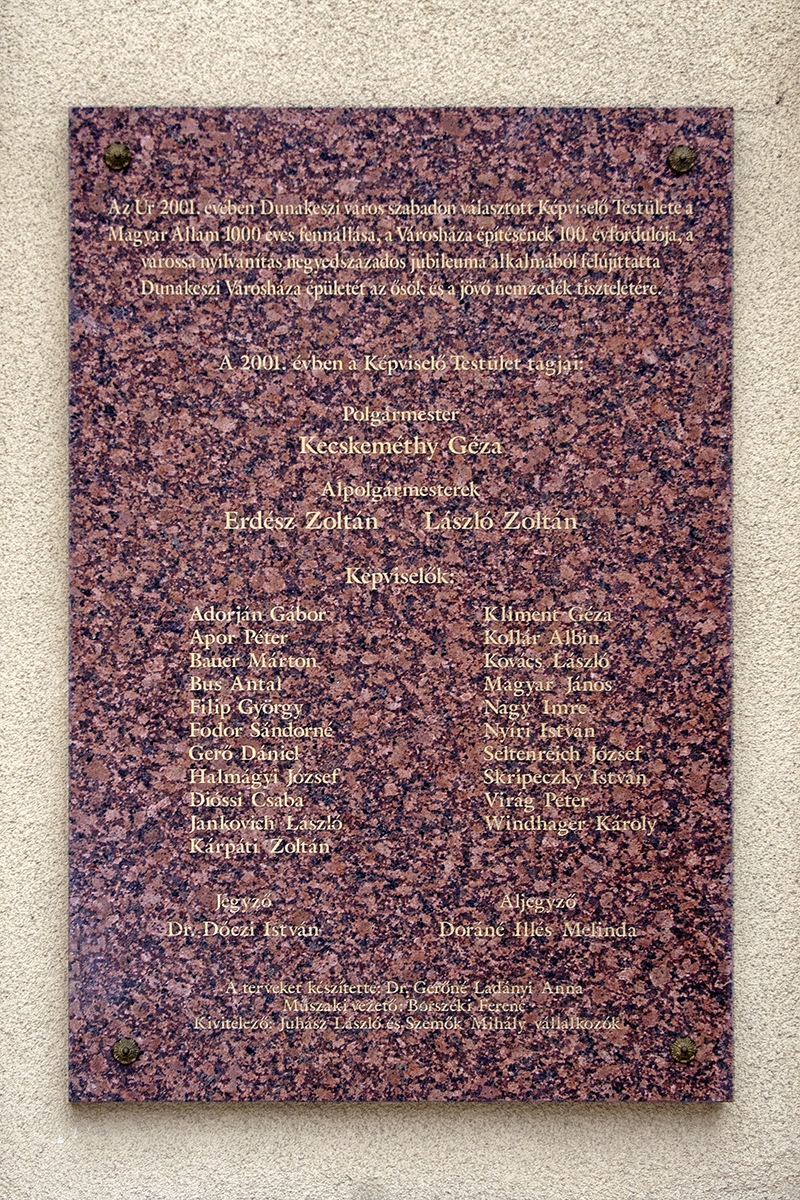 Az Úr 2001. évében Dunakeszi város szabadon választott Képviselő Testülete a
Magyar Állam 1000 éves fennállása, a Városháza építésének 100. évfordulója, a
várossá nyilvánítás negyedszázados jubileuma alkalmából felújíttatta
Dunakeszi Városháza épületét az ősök és a jövő nemzedék tiszteletére.
A 2001. évben a Képviselő Testület tagjai:
Polgármester
Kecskeméthy Géza
Alpolgármesterek
Erdész Zoltán László Zoltán
Képviselők:
Adorján Gábor
Apor Péter
Bauer Márton
Bus Antal
Filip György
Fodor Sándorné
Gerő Dániel
Halmágyi József
Dióssi Csaba
Jankovich László
Kárpáti Zoltán
Kliment Géza
Kollár Albin
Kovács László
Magyar János
Nagy Imre
Nyíri István
Seltenreich József
Skripeczky István
Virág Péter
Windhager Károly
Jegyző
Dr. Dóczi István
Aljegyző
Doráné Illés Melinda
A terveket készítette: Dr. Gerőné Ladányi Anna
Műszaki vezető: Borszéki Ferenc
Kivitelező: Juhász László és Szemők Mihály vállalkozók